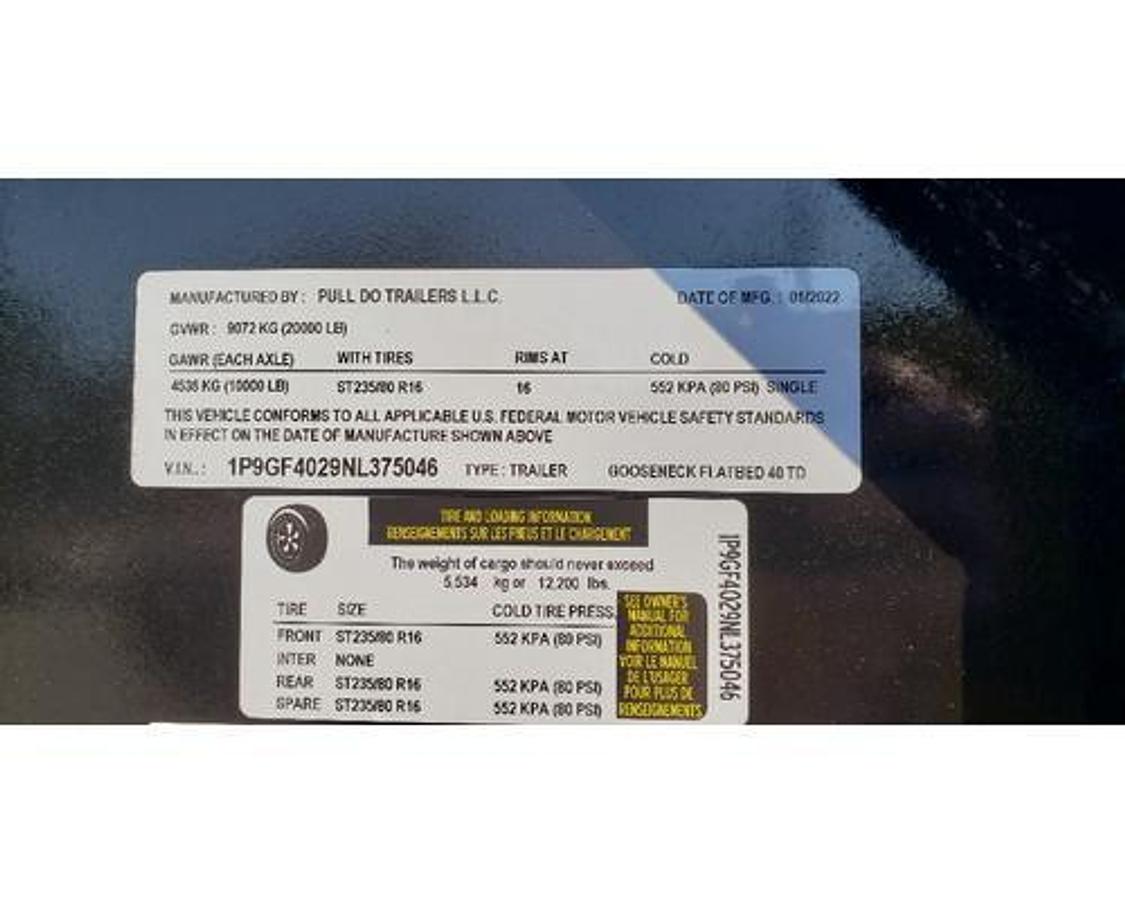 MANUFACTURED BY : PULL DO TRAILERS L.L.C. DATE OF MFG. : 01/2022
GVWR : 9072 KG (20000 LB)
GAWR (EACH AXLE) WITH TIRES RIMS AT COLD
4536 KG (10000 LB) ST235/80 R16 16 552 KPA (80 PSI) SINGLE
THIS VEHICLE CONFORMS TO ALL APPLICABLE U.S. FEDERAL MOTOR VEHICLE SAFETY STANDARDS
IN EFFECT ON THE DATE OF MANUFACTURE SHOWN ABOVE
V.I.N.: 1P9GF4029NL375046 TYPE : TRAILER GOOSENECK FLATBED 40 TD
TIRE AND LOADING INFORMATION
RENSEIGNEMENTS SUR LES PNEUS ET LE CHARGEMENT
The weight of cargo should never exceed
5,534 kg or 12,200 lbs.
TIRE SIZE COLD TIRE PRESS.
FRONT ST235/80 R16 552 KPA (80 PSI)
INTER NONE
REAR ST235/80 R16 552 KPA (80 PSI)
SPARE ST235/80 R16 552 KPA (80 PSI)
SEE OWNER'S
MANUAL FOR
ADDITIONAL
INFORMATION
VOIR LE MANUEL
DE L'USAGER
POUR PLUS DE
RENSEIGNEMENTS
1P9GF4029NL375046